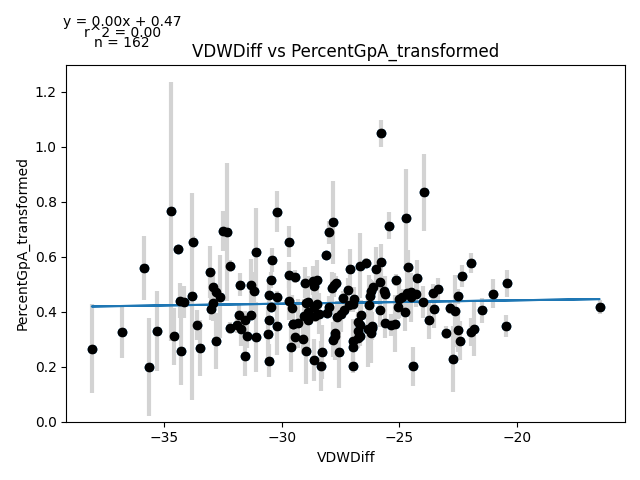 y = 0.00x + 0.47
r^2 = 0.00
n = 162
VDWDiff vs PercentGpA_transformed
PercentGpA_transformed
1.2
1.0
0.8
0.6
0.4
0.2
0.0
−35
−30
−25
−20
VDWDiff